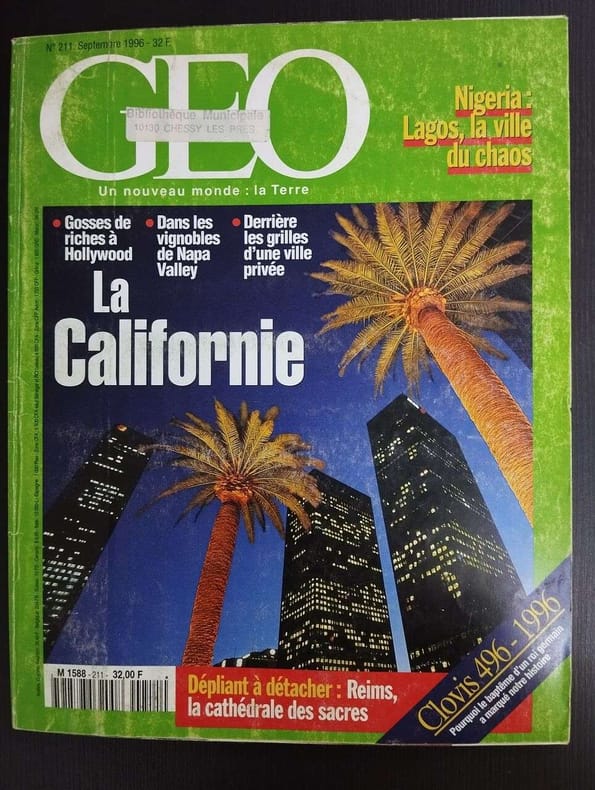 N° 211. Septembre 1996 - 32 F.
GEO
Bibliothèque Municipale
10130 CHESSY LES PRES
Un nouveau monde : la Terre
Nigeria :
Lagos, la ville
du chaos
• Gosses de
riches à
Hollywood
• Dans les
vignobles
de Napa
Valley
• Derrière
les grilles
d'une ville
privée
La
Californie
M 1588 - 211 - 32,00 F
Dépliant à détacher : Reims,
la cathédrale des sacres
Clovis 496 - 1996
Pourquoi le baptême d'un roi germain
a marqué notre histoire